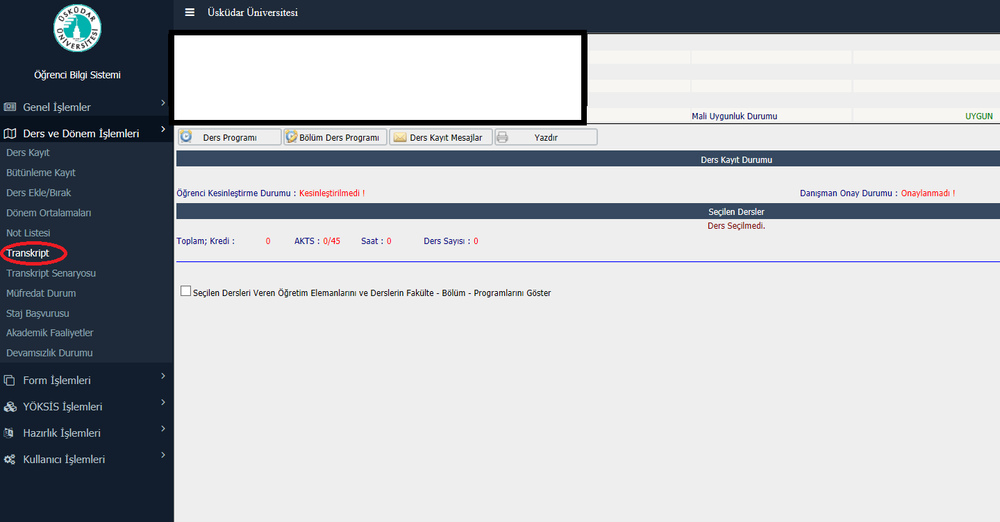 ÜSKÜDAR ÜNİVERSİTESİ
Üsküdar Üniversitesi
Öğrenci Bilgi Sistemi
Genel İşlemler
Ders ve Dönem İşlemleri
Ders Kayıt
Bütünleme Kayıt
Ders Ekle/Bırak
Dönem Ortalamaları
Not Listesi
Transkript
Transkript Senaryosu
Müfredat Durum
Staj Başvurusu
Akademik Faaliyetler
Devamsızlık Durumu
Form İşlemleri
YÖKSİS İşlemleri
Hazırlık İşlemleri
Kullanıcı İşlemleri
Mali Uygunluk Durumu UYGUN
Ders Programı Bölüm Ders Programı Ders Kayıt Mesajlar Yazdır
Ders Kayıt Durumu
Öğrenci Kesinleştirme Durumu : Kesinleştirilmedi ! Danışman Onay Durumu : Onaylanmadı !
Seçilen Dersler
Ders Seçilmedi.
Toplam; Kredi : 0 AKTS : 0/45 Saat : 0 Ders Sayısı : 0
Seçilen Dersleri Veren Öğretim Elemanlarını ve Derslerin Fakülte - Bölüm - Programlarını Göster